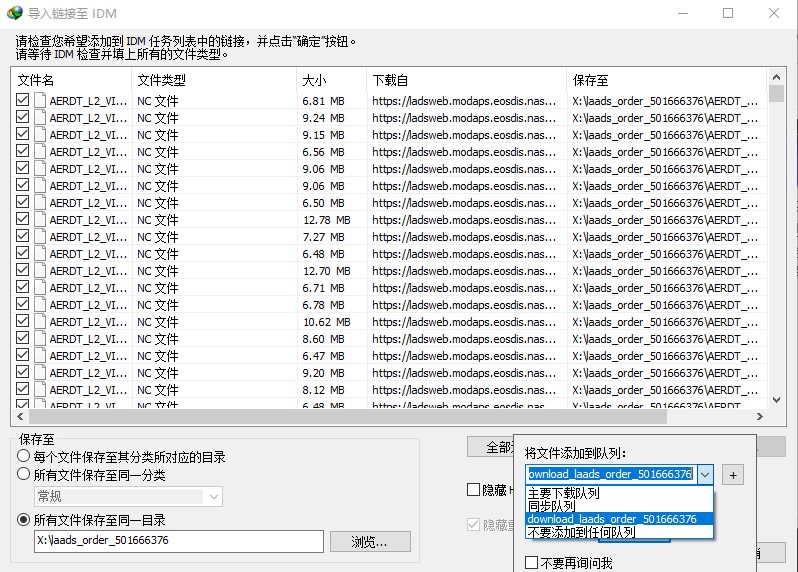 导入链接至 IDM
请检查您希望添加到 IDM 任务列表中的链接，并点击"确定"按钮。
请等待 IDM 检查并填上所有的文件类型。
文件名 文件类型 大小 下载自 保存至
AERDT_L2_VI... NC 文件 6.81 MB https://ladsweb.modaps.eosdis.nas... X:\laads_order_501666376\AERDT_...
AERDT_L2_VI... NC 文件 9.24 MB https://ladsweb.modaps.eosdis.nas... X:\laads_order_501666376\AERDT_...
AERDT_L2_VI... NC 文件 9.15 MB https://ladsweb.modaps.eosdis.nas... X:\laads_order_501666376\AERDT_...
AERDT_L2_VI... NC 文件 6.56 MB https://ladsweb.modaps.eosdis.nas... X:\laads_order_501666376\AERDT_...
AERDT_L2_VI... NC 文件 9.06 MB https://ladsweb.modaps.eosdis.nas... X:\laads_order_501666376\AERDT_...
AERDT_L2_VI... NC 文件 9.06 MB https://ladsweb.modaps.eosdis.nas... X:\laads_order_501666376\AERDT_...
AERDT_L2_VI... NC 文件 6.50 MB https://ladsweb.modaps.eosdis.nas... X:\laads_order_501666376\AERDT_...
AERDT_L2_VI... NC 文件 12.78 MB https://ladsweb.modaps.eosdis.nas... X:\laads_order_501666376\AERDT_...
AERDT_L2_VI... NC 文件 7.27 MB https://ladsweb.modaps.eosdis.nas... X:\laads_order_501666376\AERDT_...
AERDT_L2_VI... NC 文件 6.48 MB https://ladsweb.modaps.eosdis.nas... X:\laads_order_501666376\AERDT_...
AERDT_L2_VI... NC 文件 12.70 MB https://ladsweb.modaps.eosdis.nas... X:\laads_order_501666376\AERDT_...
AERDT_L2_VI... NC 文件 6.71 MB https://ladsweb.modaps.eosdis.nas... X:\laads_order_501666376\AERDT_...
AERDT_L2_VI... NC 文件 6.78 MB https://ladsweb.modaps.eosdis.nas... X:\laads_order_501666376\AERDT_...
AERDT_L2_VI... NC 文件 10.62 MB https://ladsweb.modaps.eosdis.nas... X:\laads_order_501666376\AERDT_...
AERDT_L2_VI... NC 文件 8.60 MB https://ladsweb.modaps.eosdis.nas... X:\laads_order_501666376\AERDT_...
AERDT_L2_VI... NC 文件 6.47 MB https://ladsweb.modaps.eosdis.nas... X:\laads_order_501666376\AERDT_...
AERDT_L2_VI... NC 文件 9.20 MB https://ladsweb.modaps.eosdis.nas... X:\laads_order_501666376\AERDT_...
AERDT_L2_VI... NC 文件 8.12 MB https://ladsweb.modaps.eosdis.nas... X:\laads_order_501666376\AERDT_...
AERDT_L2_VI... NC 文件 6.48 MB https://ladsweb.modaps.eosdis.nas... X:\laads_order_501666376\AERDT_...
保存至
每个文件保存至其分类所对应的目录
所有文件保存至同一分类
常规
所有文件保存至同一目录
X:\laads_order_501666376
浏览...
全部
隐藏
隐藏
将文件添加到队列：
ownload_laads_order_501666376
+
主要下载队列
同步队列
download_laads_order_501666376
不要添加到任何队列
不要再询问我